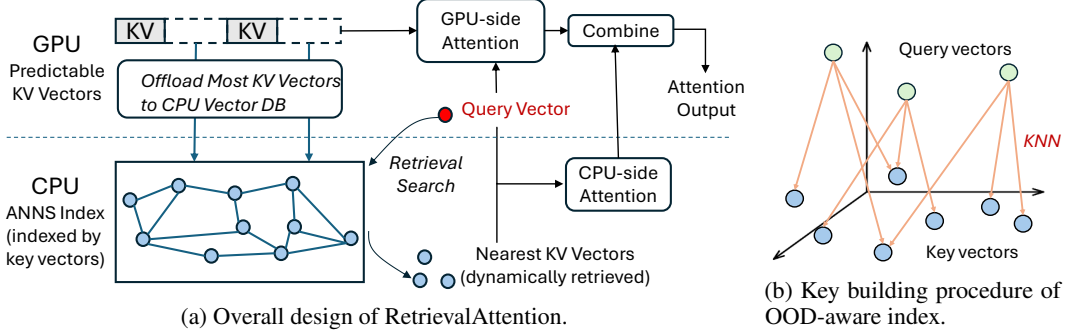 GPU
Predictable
KV Vectors
KV
KV
Offload Most KV Vectors
to CPU Vector DB
GPU-side
Attention
Combine
Attention
Output
Query Vector
Retrieval
Search
CPU-side
Attention
CPU
ANNS Index
(indexed by
key vectors)
Nearest KV Vectors
(dynamically retrieved)
(a) Overall design of RetrievalAttention.
Query vectors
KNN
Key vectors
(b) Key building procedure of
OOD-aware index.